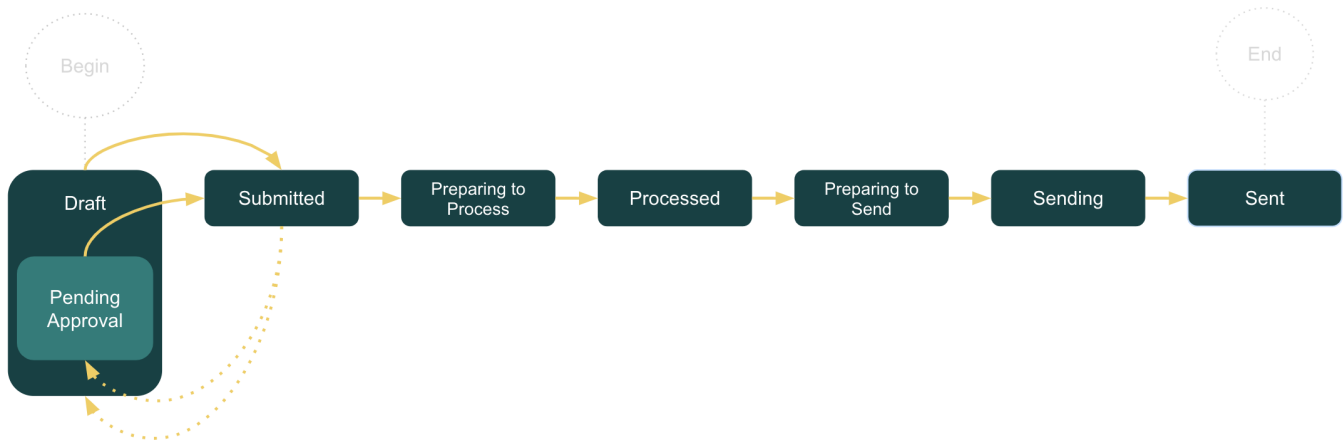 Begin
End
Draft
Submitted
Preparing to
Process
Processed
Preparing to
Send
Sending
Sent
Pending
Approval